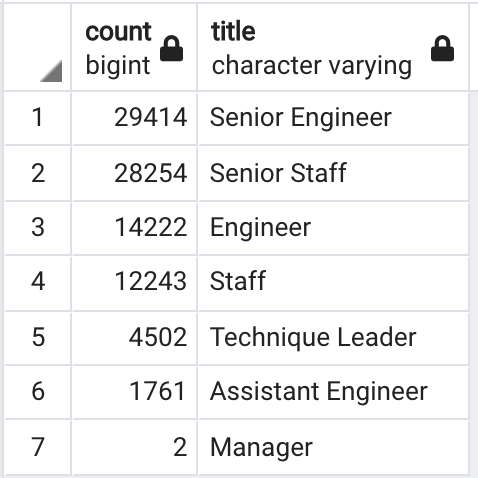 count title
bigint character varying
1 29414 Senior Engineer
2 28254 Senior Staff
3 14222 Engineer
4 12243 Staff
5 4502 Technique Leader
6 1761 Assistant Engineer
7 2 Manager